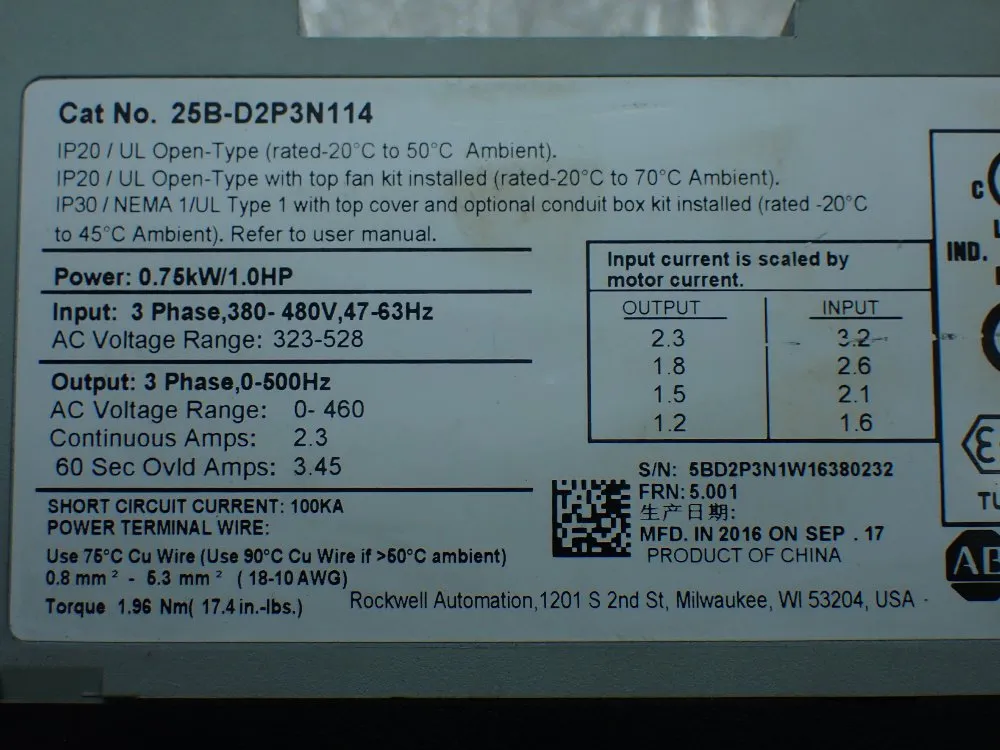 Cat No. 25B-D2P3N114
IP20 / UL Open-Type (rated-20°C to 50°C Ambient).
IP20 / UL Open-Type with top fan kit installed (rated-20°C to 70°C Ambient).
IP30 / NEMA 1/UL Type 1 with top cover and optional conduit box kit installed (rated -20°C
to 45°C Ambient). Refer to user manual.
Power: 0.75kW/1.0HP
Input: 3 Phase,380- 480V,47-63Hz
AC Voltage Range: 323-528
Output: 3 Phase,0-500Hz
AC Voltage Range: 0- 460
Continuous Amps: 2.3
60 Sec Ovld Amps: 3.45
SHORT CIRCUIT CURRENT: 100KA
POWER TERMINAL WIRE:
Use 75°C Cu Wire (Use 90°C Cu Wire if >50°C ambient)
0.8 mm² - 5.3 mm² ( 18-10 AWG)
Torque 1.96 Nm( 17.4 in.-lbs.)
Input current is scaled by
motor current.
OUTPUT INPUT
2.3 3.2
1.8 2.6
1.5 2.1
1.2 1.6
S/N: 5BD2P3N1W16380232
FRN: 5.001
生产日期:
MFD. IN 2016 ON SEP . 17
PRODUCT OF CHINA
Rockwell Automation,1201 S 2nd St, Milwaukee, WI 53204, USA
C
IND.
AB